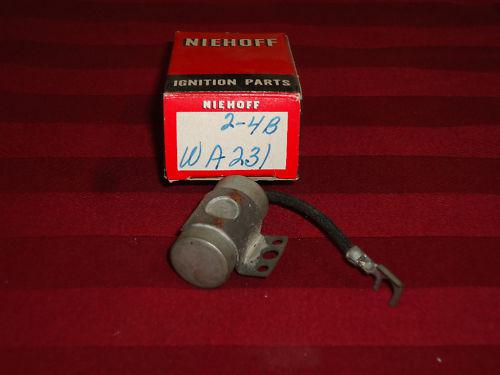 NIEHOFF
IGNITION PARTS
NIEHOFF
2-4B
WA231